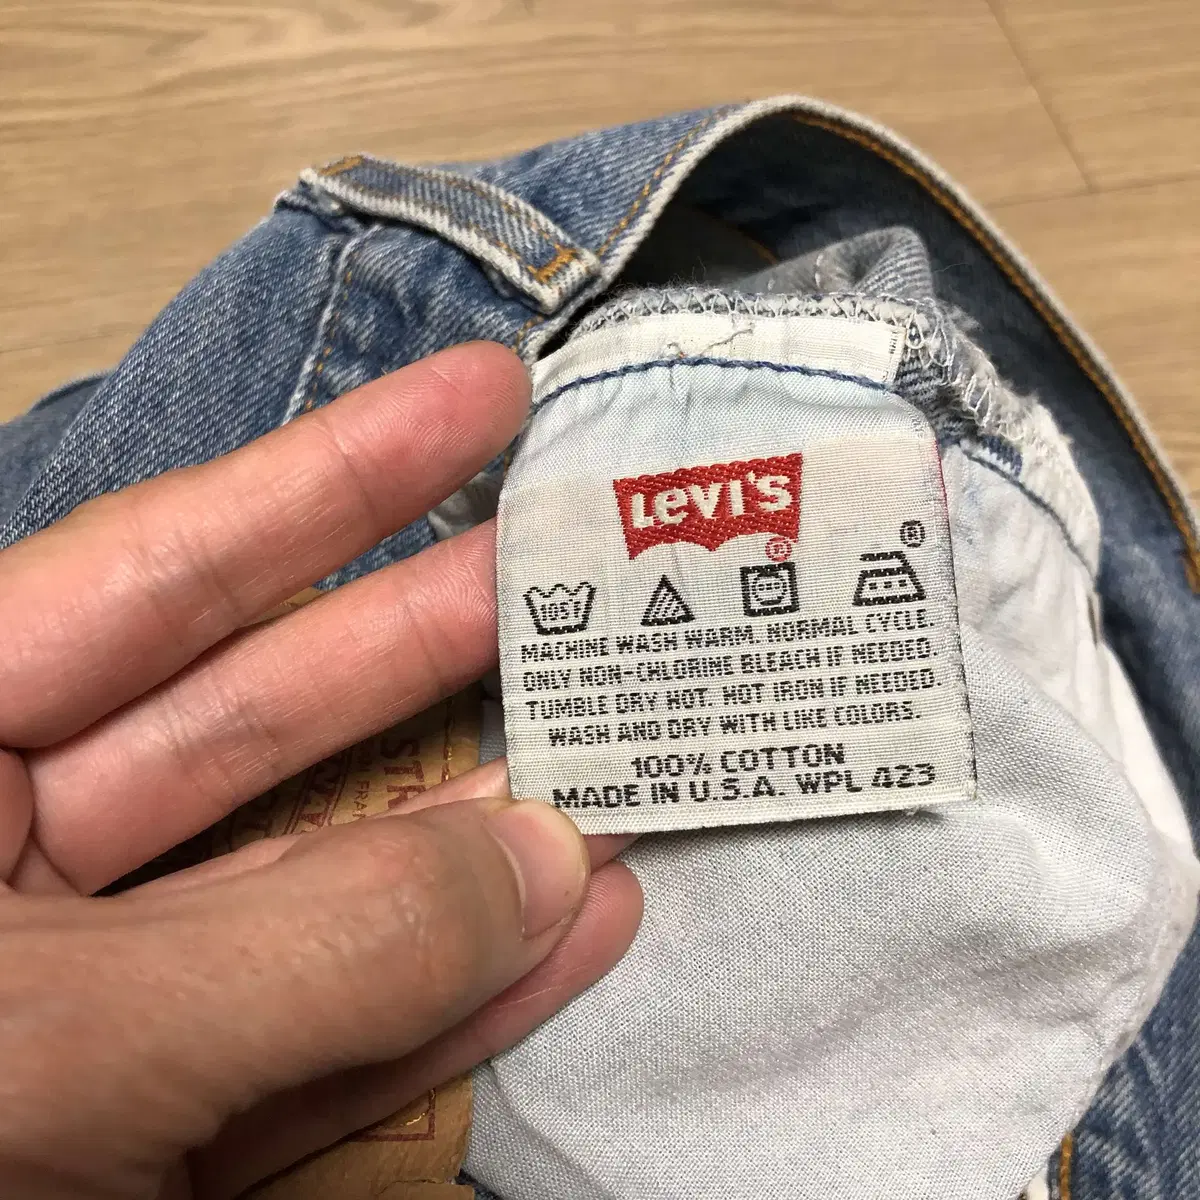 LEVI'S
®
®
105F
MACHINE WASH WARM. NORMAL CYCLE.
ONLY NON-CHLORINE BLEACH IF NEEDED.
TUMBLE DRY HOT. HOT IRON IF NEEDED.
WASH AND DRY WITH LIKE COLORS.
100% COTTON
MADE IN U.S.A. WPL 423